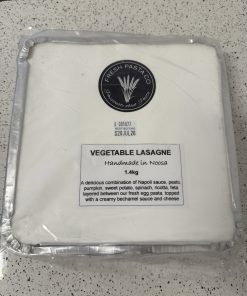 FRESH PASTA CO
VEGETABLE LASAGNE
Handmade in Noosa
1.4kg
A delicious combination of Napoli sauce, pesto
pumpkin, sweet potato, spinach, ricotta, feta
layered between our fresh egg pasta, topped
with a creamy bechamel sauce and cheese